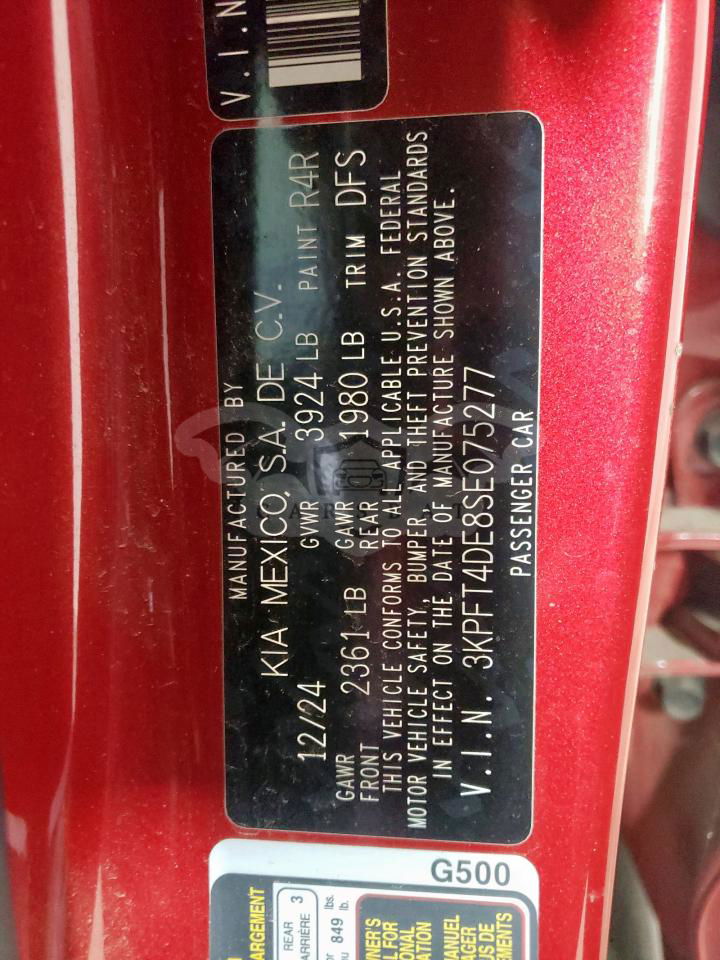 V.I.N
MANUFACTURED BY
KIA MEXICO, S.A. DE C.V.
12/24 GVWR 3924 LB PAINT R4R
GAWR FRONT 2361 LB GAWR REAR 1980 LB TRIM DFS
THIS VEHICLE CONFORMS TO ALL APPLICABLE U.S.A. FEDERAL
MOTOR VEHICLE SAFETY, BUMPER, AND THEFT PREVENTION STANDARDS
IN EFFECT ON THE DATE OF MANUFACTURE SHOWN ABOVE.
V.I.N. 3KPFT4DE8SE075277
PASSENGER CAR
G500
REAR
ARRIÈRE 3
849 lbs.
lb.